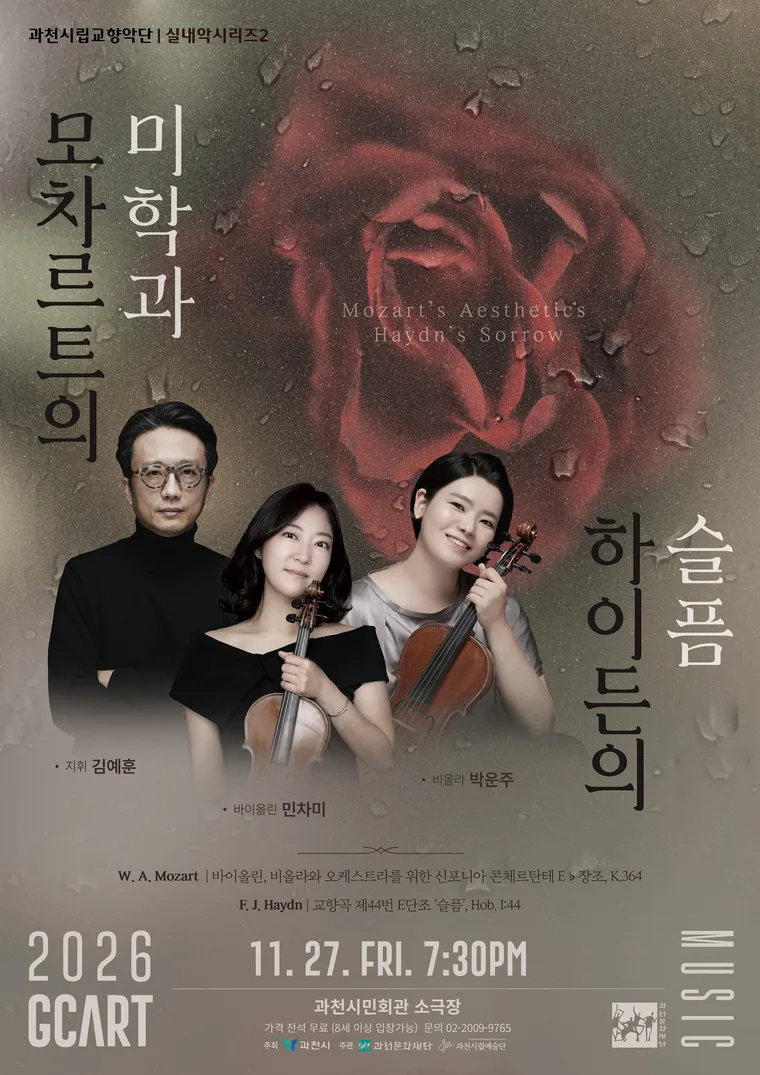 과천시립교향악단 | 실내악시리즈2
모차르트의
미학과
Mozart's Aesthetics
Haydn's Sorrow
하이든의
슬픔
• 지휘 김예훈
• 바이올린 민차미
• 비올라 박운주
W. A. Mozart | 바이올린, 비올라와 오케스트라를 위한 신포니아 콘체르탄테 E♭장조, K.364
F. J. Haydn | 교향곡 제44번 E단조 '슬픔', Hob. I:44
2026
GCART
11. 27. FRI. 7:30PM
과천시민회관 소극장
가격 전석 무료 (8세 이상 입장가능) 문의 02-2009-9765
주최 과천시 주관 과천문화재단 과천시립예술단
과천문화재단
MUSIC